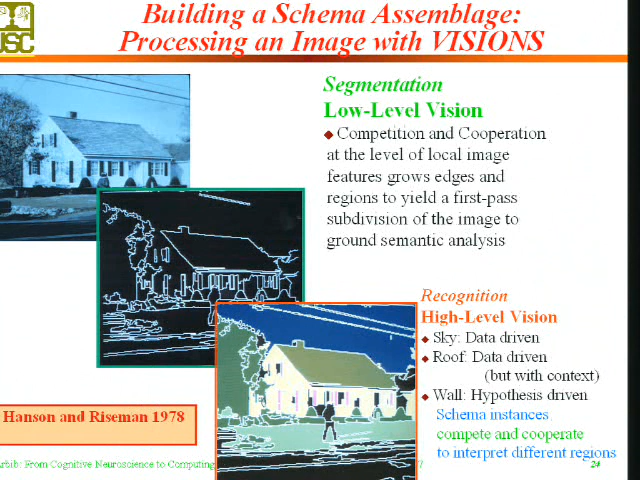 USC
Building a Schema Assemblage:
Processing an Image with VISIONS
Segmentation
Low-Level Vision
Competition and Cooperation
at the level of local image
features grows edges and
regions to yield a first-pass
subdivision of the image to
ground semantic analysis
Recognition
High-Level Vision
Sky: Data driven
Roof: Data driven
(but with context)
Wall: Hypothesis driven
Schema instances
compete and cooperate
to interpret different regions
Hanson and Riseman 1978
From Cognitive Neuroscience to Computing
24